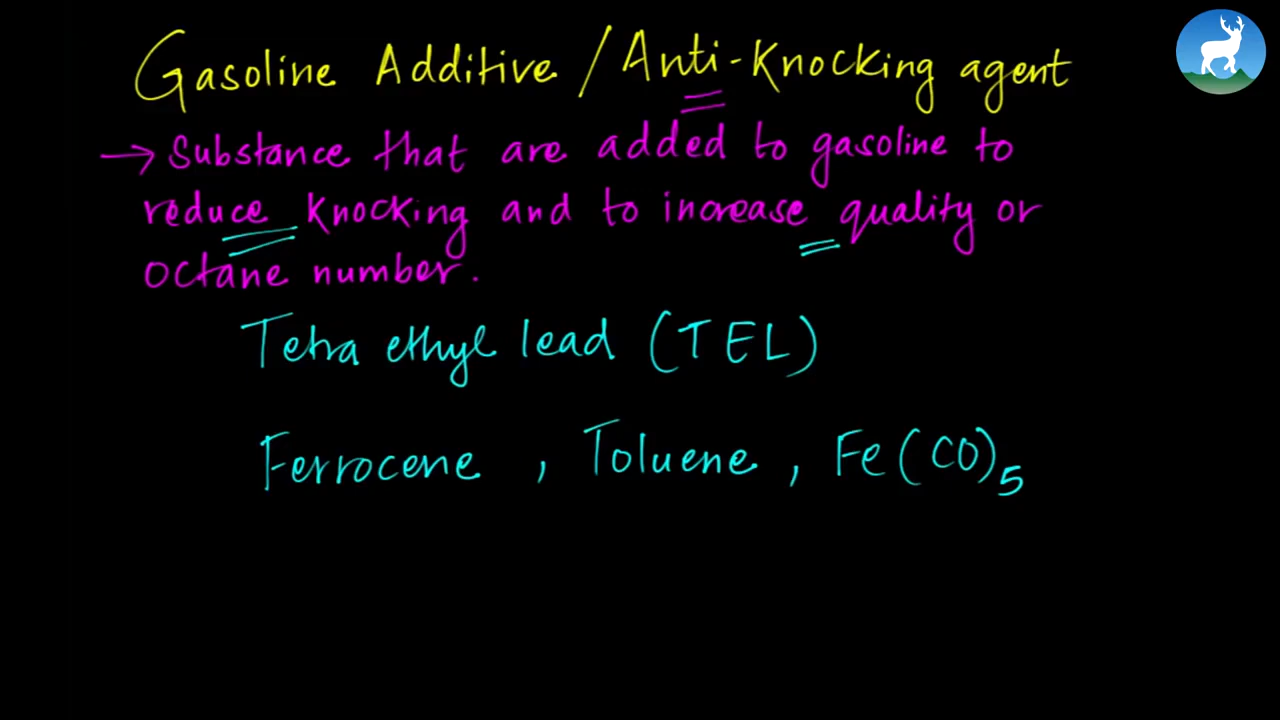 Gasoline Additive / Anti-Knocking agent
→ Substance that are added to gasoline to
reduce knocking and to increase quality or
octane number.
Tetra ethyl lead (TEL)
Ferrocene , Toluene , Fe(CO)₅